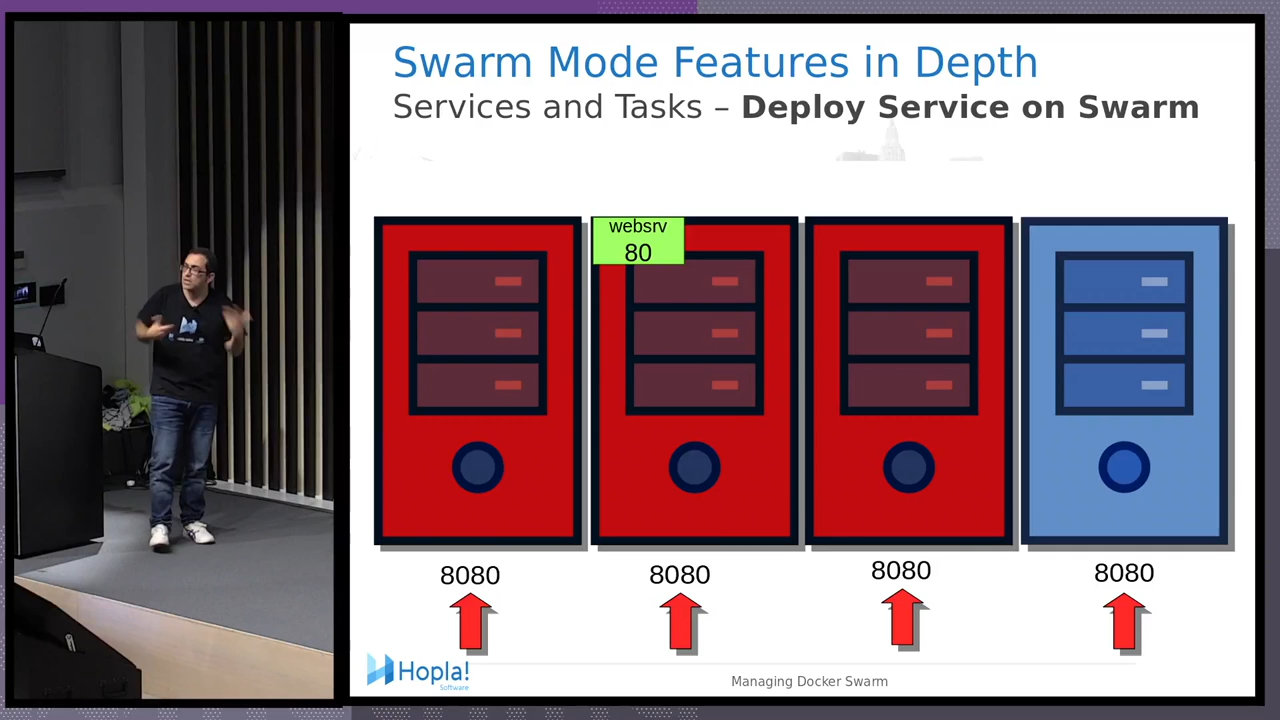 Swarm Mode Features in Depth
Services and Tasks – Deploy Service on Swarm
websrv
80
8080
8080
8080
8080
Hopla!
Software
Managing Docker Swarm